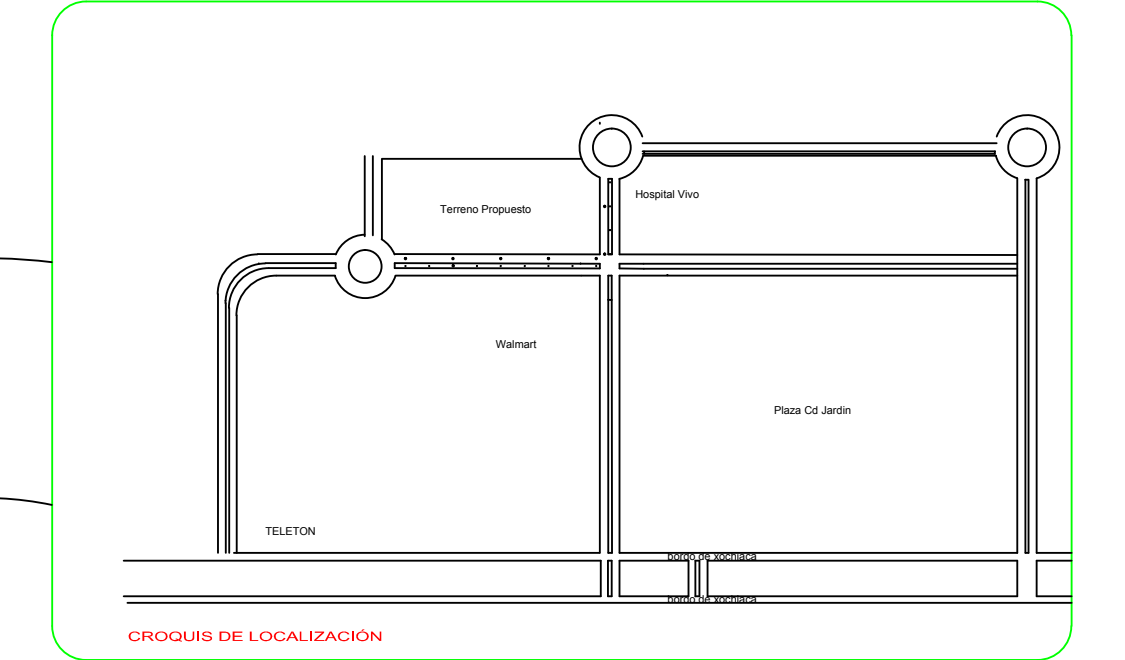 Hospital Vivo
Terreno Propuesto
Walmart
Plaza Cd Jardin
TELETON
bordo de xochiaca
bordo de xochiaca
CROQUIS DE LOCALIZACIÓN